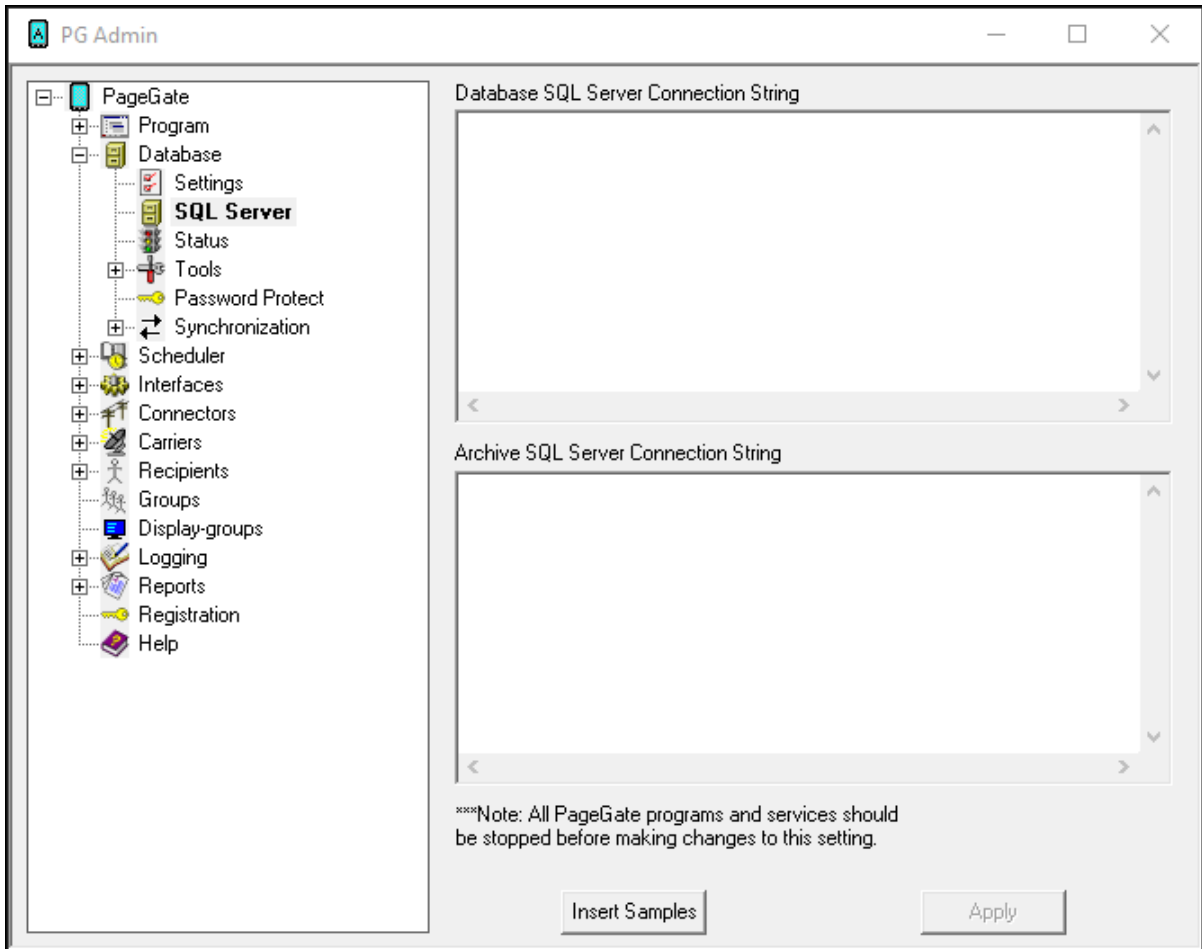 PG Admin
PageGate
Program
Database
Settings
SQL Server
Status
Tools
Password Protect
Synchronization
Scheduler
Interfaces
Connectors
Carriers
Recipients
Groups
Display-groups
Logging
Reports
Registration
Help
Database SQL Server Connection String
Archive SQL Server Connection String
***Note: All PageGate programs and services should
be stopped before making changes to this setting.
Insert Samples
Apply